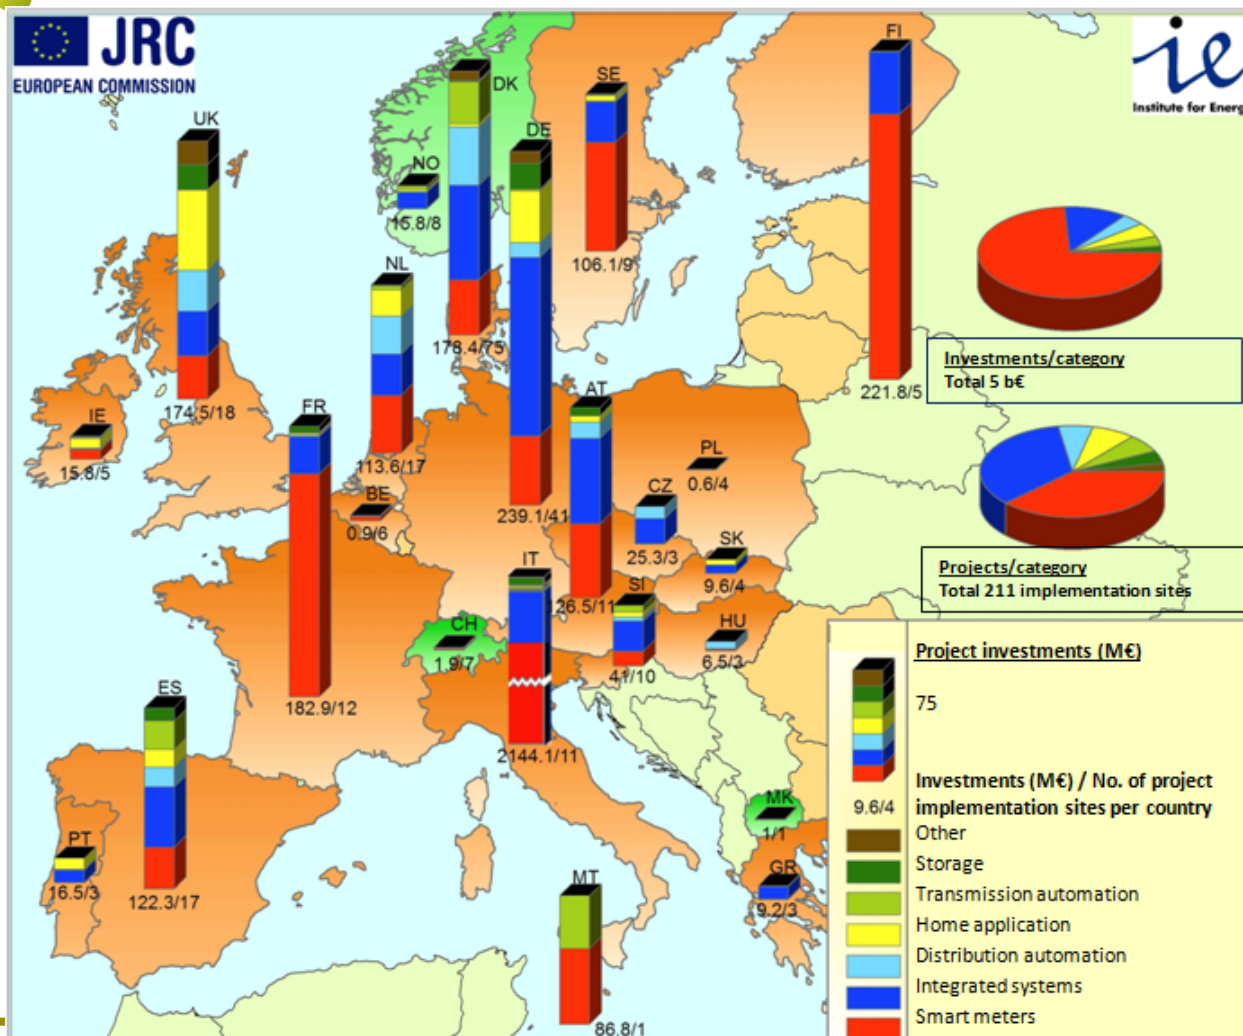 JRC
EUROPEAN COMMISSION
ie
Institute for Energ
FI
DK
SE
UK
DE
NO
15.8/8
NL
106.1/9
178.4/75
Investments/category
Total 5 b€
221.8/5
AT
174.5/18
FR
IE
15.8/5
113.6/17
PL
0.6/4
CZ
BE
0.9/6
239.1/41
25.3/3
SK
9.6/4
IT
Projects/category
Total 211 implementation sites
126.5/11
SI
CH
1.9/7
HU
6.5/3
41/10
ES
182.9/12
2144.1/11
Project investments (M€)
75
Investments (M€) / No. of project
implementation sites per country
9.6/4
MK
1/1
PT
16.5/3
122.3/17
MT
GR
9.2/3
86.8/1
Other
Storage
Transmission automation
Home application
Distribution automation
Integrated systems
Smart meters